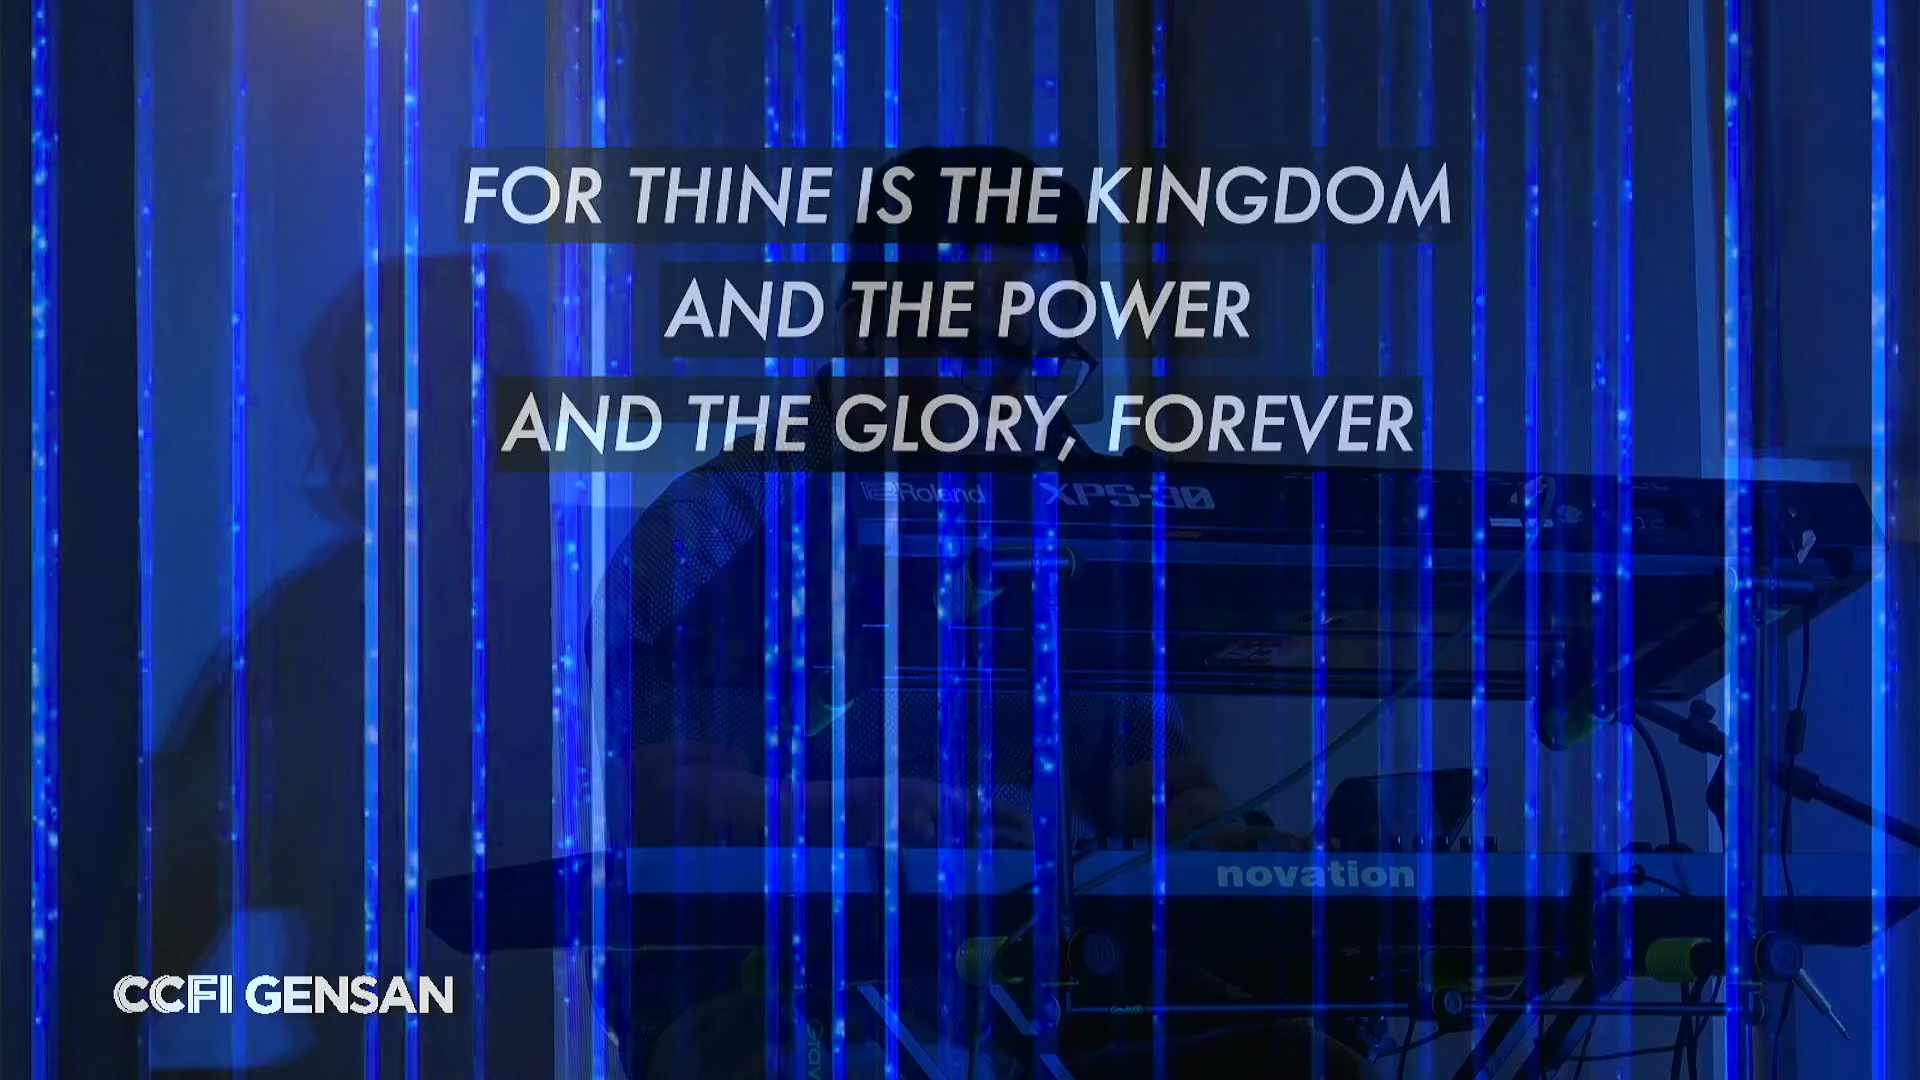 FOR THINE IS THE KINGDOM
AND THE POWER
AND THE GLORY, FOREVER
Roland XPS-30
novation
CCFI GENSAN